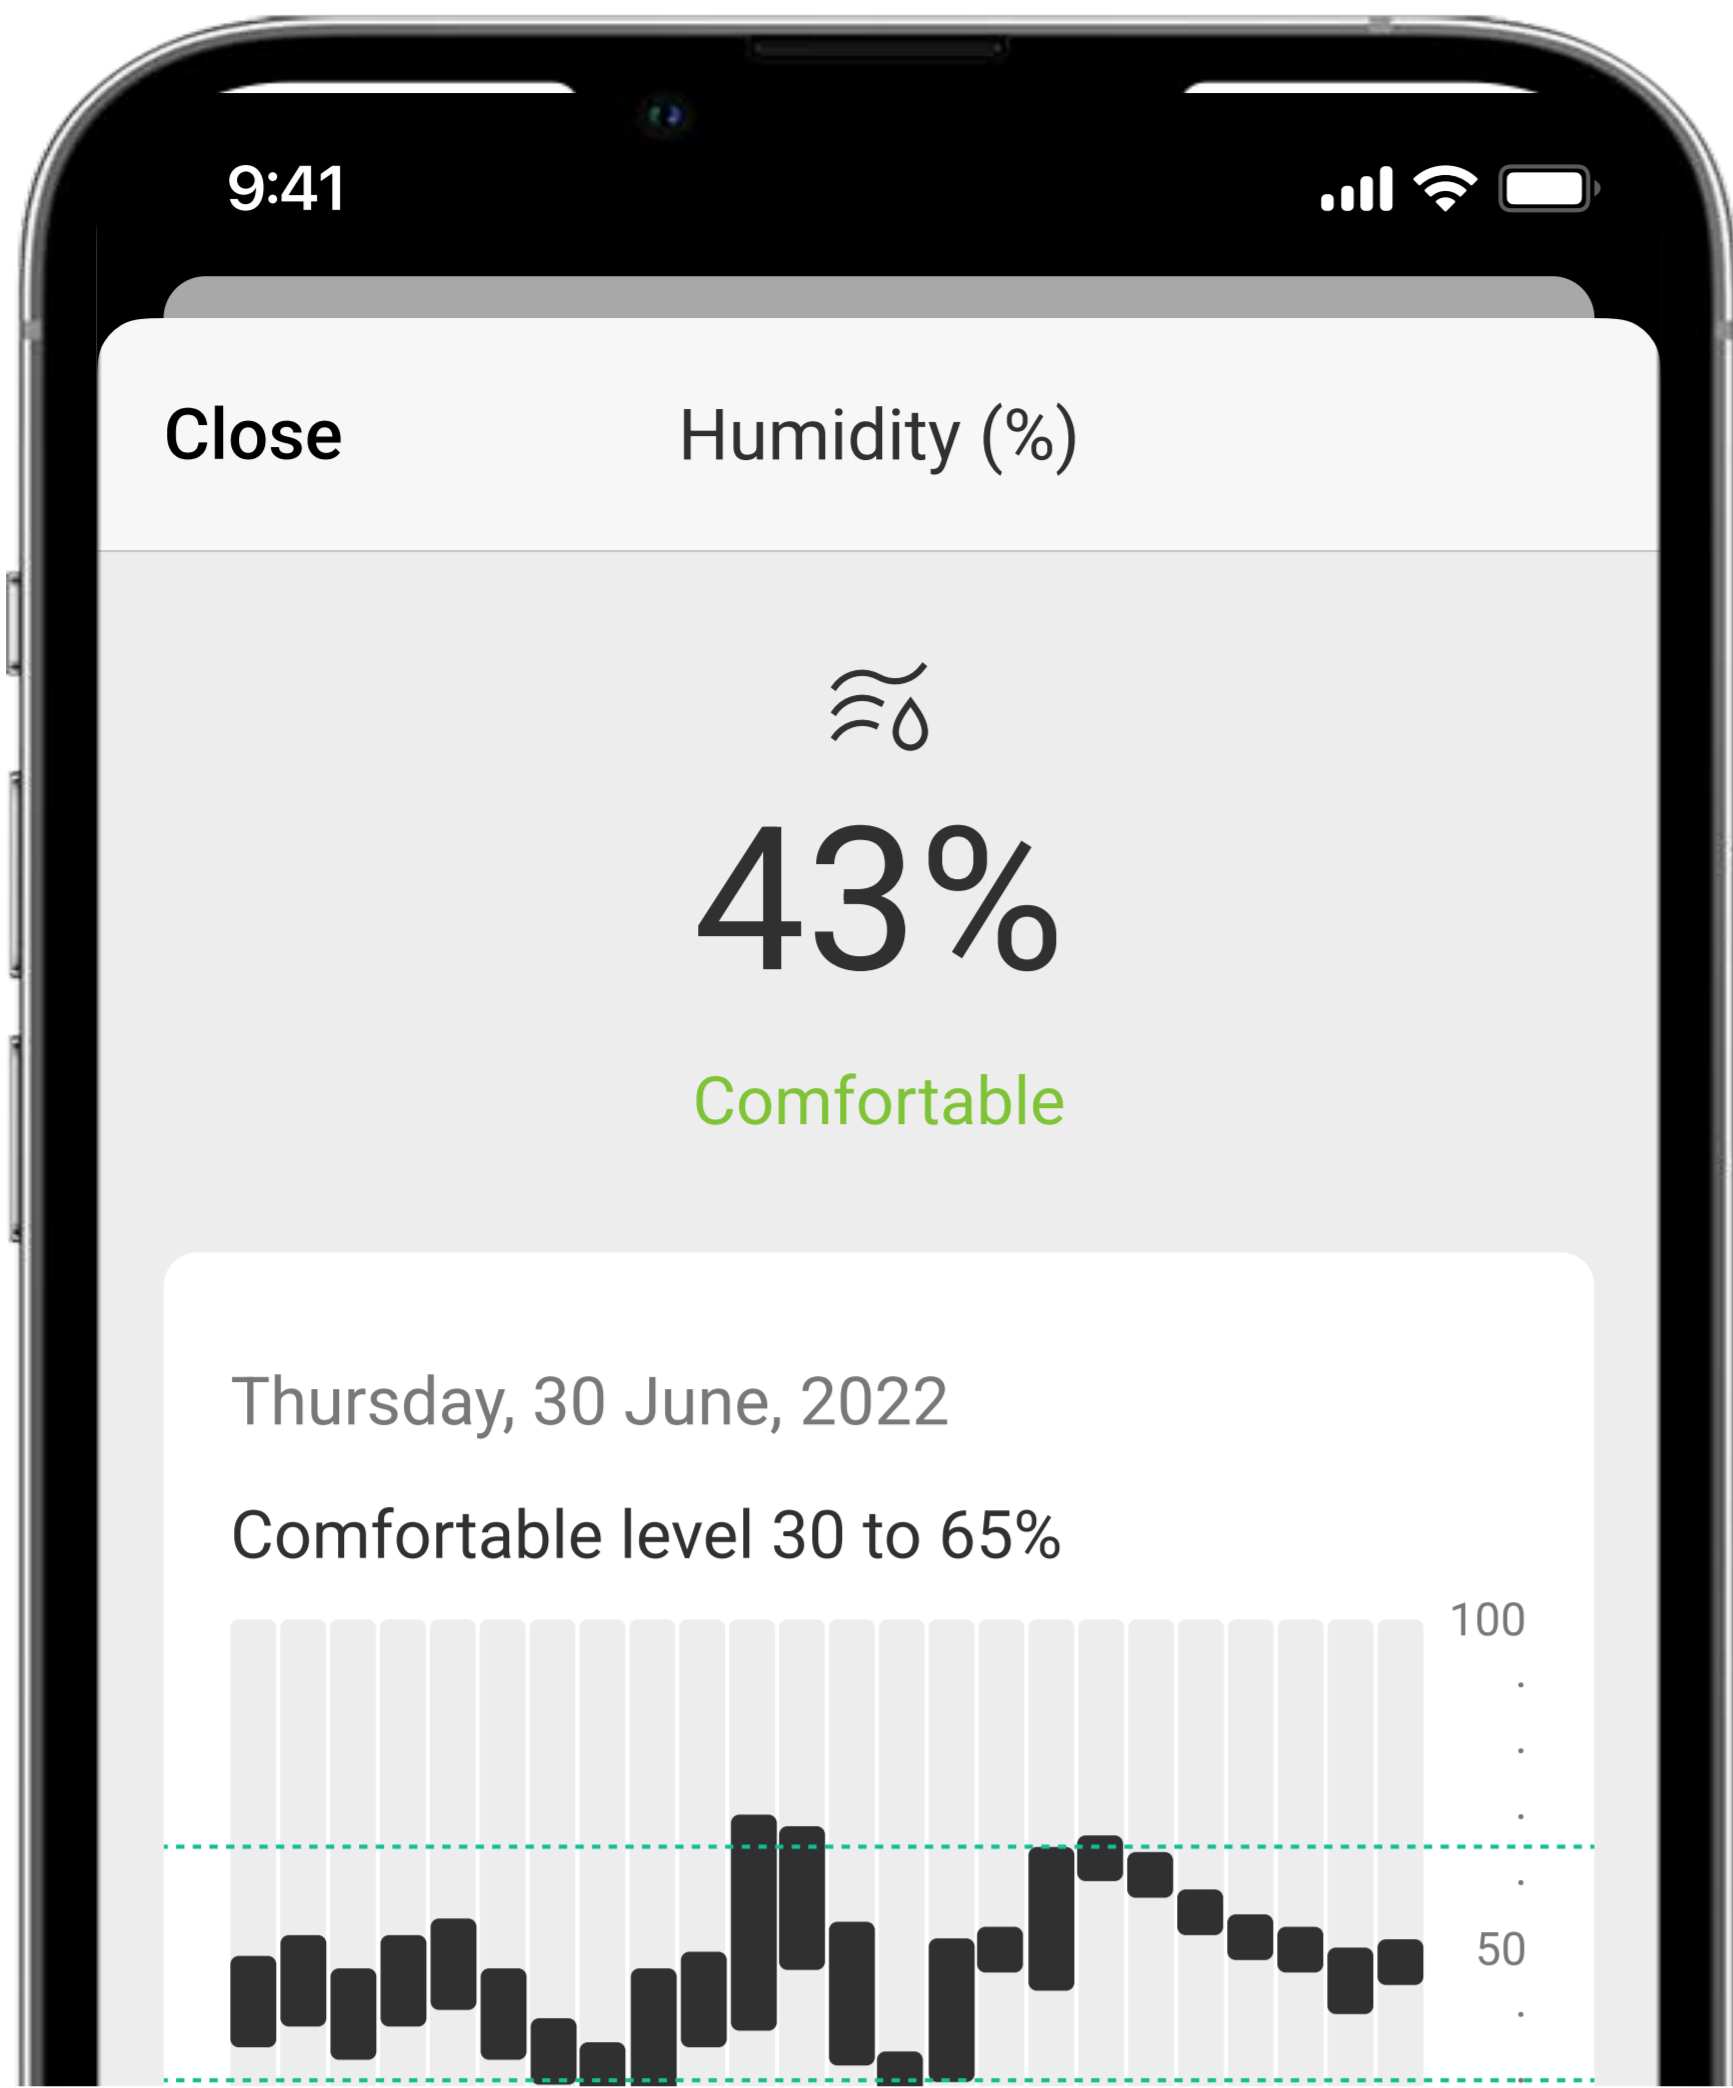 9:41
Close
Humidity (%)
43%
Comfortable
Thursday, 30 June, 2022
Comfortable level 30 to 65%
100
50